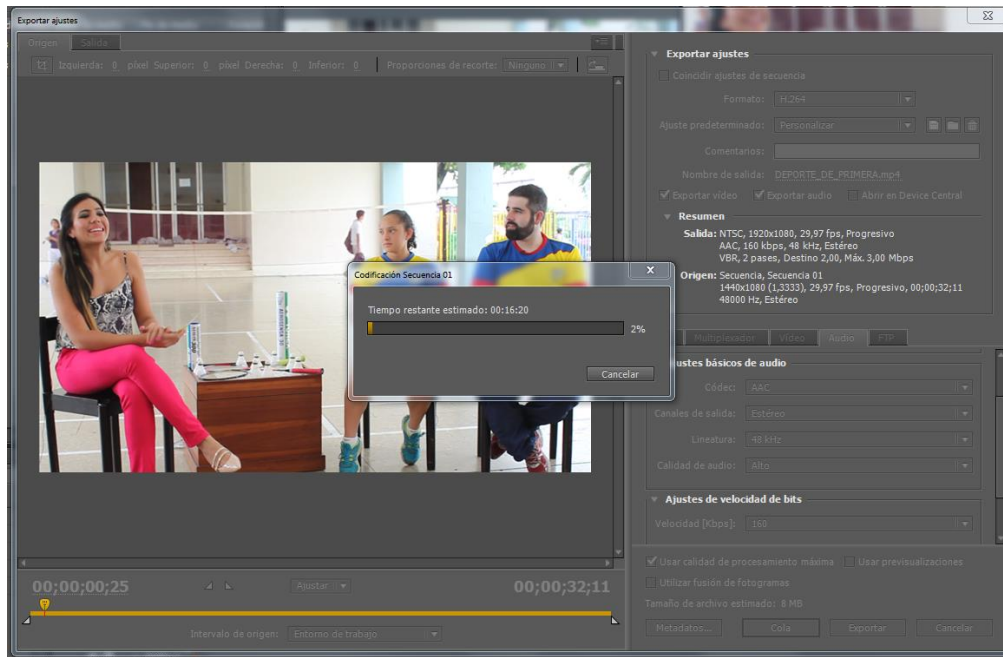 Exportar ajustes
Origen
Salida
Izquierda: 0 píxel Superior: 0 píxel Derecha: 0 Inferior: 0
Proporciones de recorte: Ninguno
Exportar ajustes
Coincidir ajustes de secuencia
Formato: H.264
Ajuste predeterminado: Personalizar
Comentarios:
Nombre de salida: DEPORTE_DE_PRIMERA.mp4
Exportar vídeo
Exportar audio
Abrir en Device Central
Resumen
Salida: NTSC, 1920x1080, 29,97 fps, Progresivo
AAC, 160 kbps, 48 kHz, Estéreo
VBR, 2 pases, Destino 2,00, Máx. 3,00 Mbps
Origen: Secuencia, Secuencia 01
1440x1080 (1,3333), 29,97 fps, Progresivo, 00;00;32;11
48000 Hz, Estéreo
Codificación Secuencia 01
X
Tiempo restante estimado: 00:16:20
2%
Cancelar
Multiplexador
Vídeo
Audio
FTP
ustes básicos de audio
Códec: AAC
Canales de salida: Estéreo
Lineatura: 48 kHz
Calidad de audio: Alto
Ajustes de velocidad de bits
Velocidad [Kbps]: 160
Usar calidad de procesamiento máxima
Usar previsualizaciones
Utilizar fusión de fotogramas
Tamaño de archivo estimado: 8 MB
Metadatos...
Cola
Exportar
Cancelar
00;00;00;25
Ajustar
00;00;32;11
Intervalo de origen: Entorno de trabajo